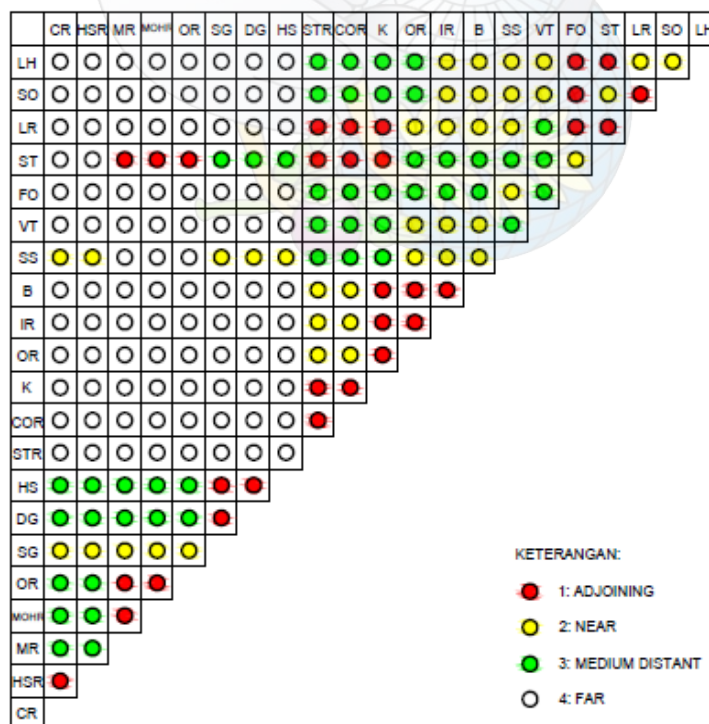 CR HSR MR MOHR OR SG DG HS STR COR K OR IR B SS VT FO ST LR SO LH
LH
SO
LR
ST
FO
VT
SS
B
IR
OR
K
COR
STR
HS
DG
SG
OR
MOHR
MR
HSR
CR
KETERANGAN:
1: ADJOINING
2: NEAR
3: MEDIUM DISTANT
4: FAR